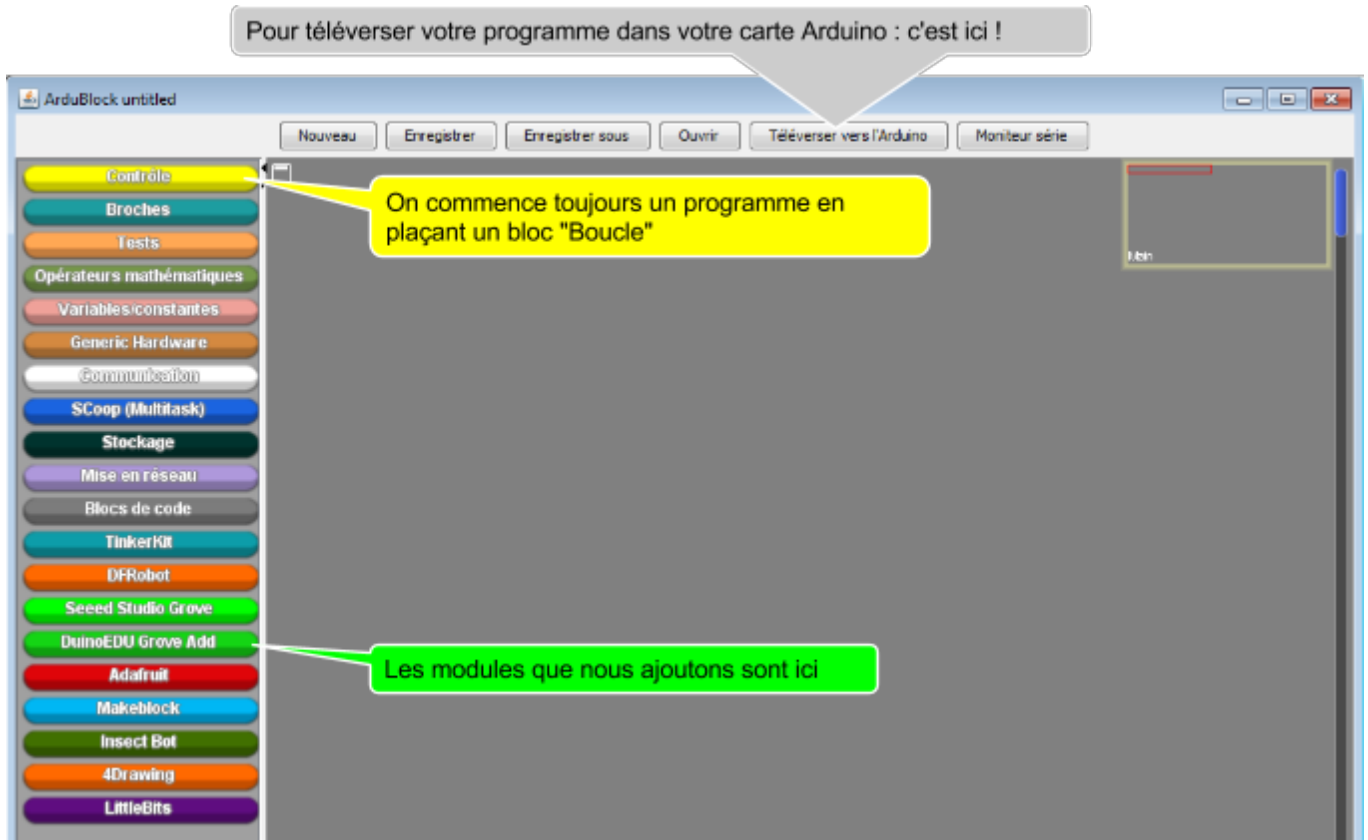 Pour téléverser votre programme dans votre carte Arduino : c'est ici !
ArduBlock untitled
Nouveau
Enregistrer
Enregistrer sous
Ouvrir
Téléverser vers l'Arduino
Moniteur série
Contrôle
On commence toujours un programme en
plaçant un bloc "Boucle"
Main
Broches
Tests
Opérateurs mathématiques
Variables/constantes
Generic Hardware
Communication
SCoop (Multitask)
Stockage
Mise en réseau
Blocs de code
TinkerKit
DFRobot
Seeed Studio Grove
DuinoEDU Grove Add
Les modules que nous ajoutons sont ici
Adafruit
Makeblock
Insect Bot
4Drawing
LittleBits